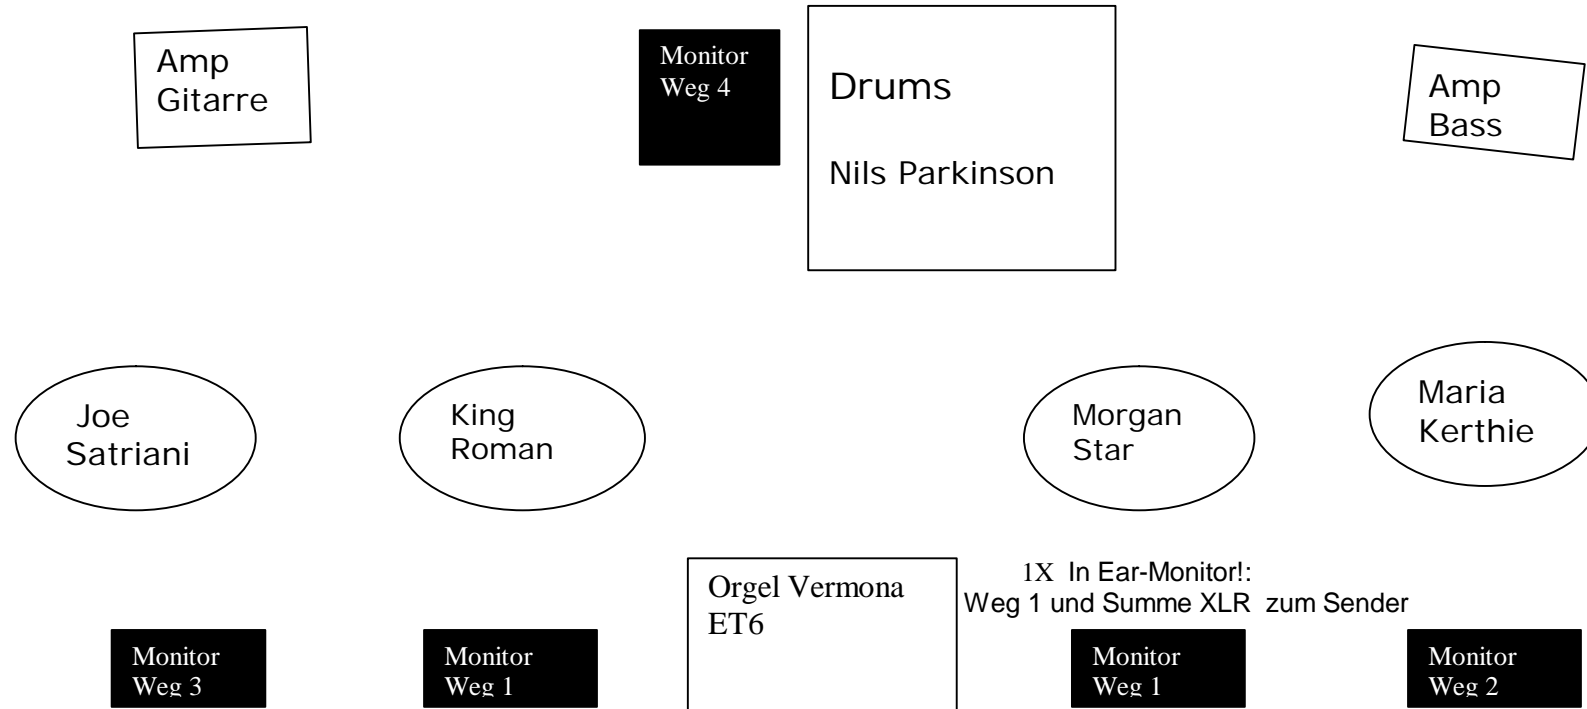 Amp
Gitarre
Monitor
Weg 4
Drums
Nils Parkinson
Amp
Bass
Joe
Satriani
King
Roman
Morgan
Star
Maria
Kerthie
Orgel Vermona
ET6
1X In Ear-Monitor!:
Weg 1 und Summe XLR zum Sender
Monitor
Weg 3
Monitor
Weg 1
Monitor
Weg 1
Monitor
Weg 2